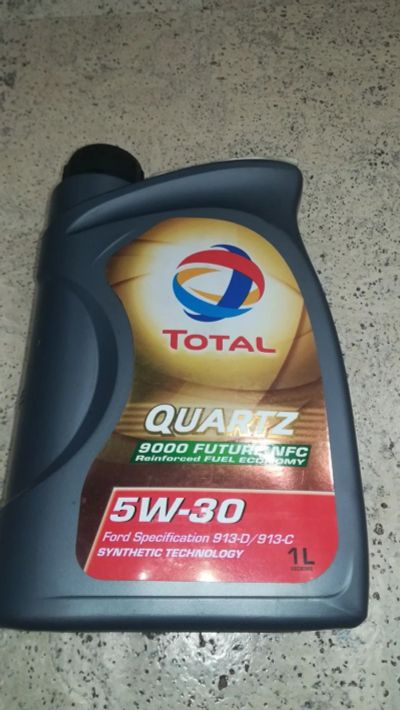 TOTAL
QUARTZ
9000 FUTURE NFC
Reinforced FUEL ECONOMY
5W-30
Ford Specification 913-D/913-C
SYNTHETIC TECHNOLOGY
1L